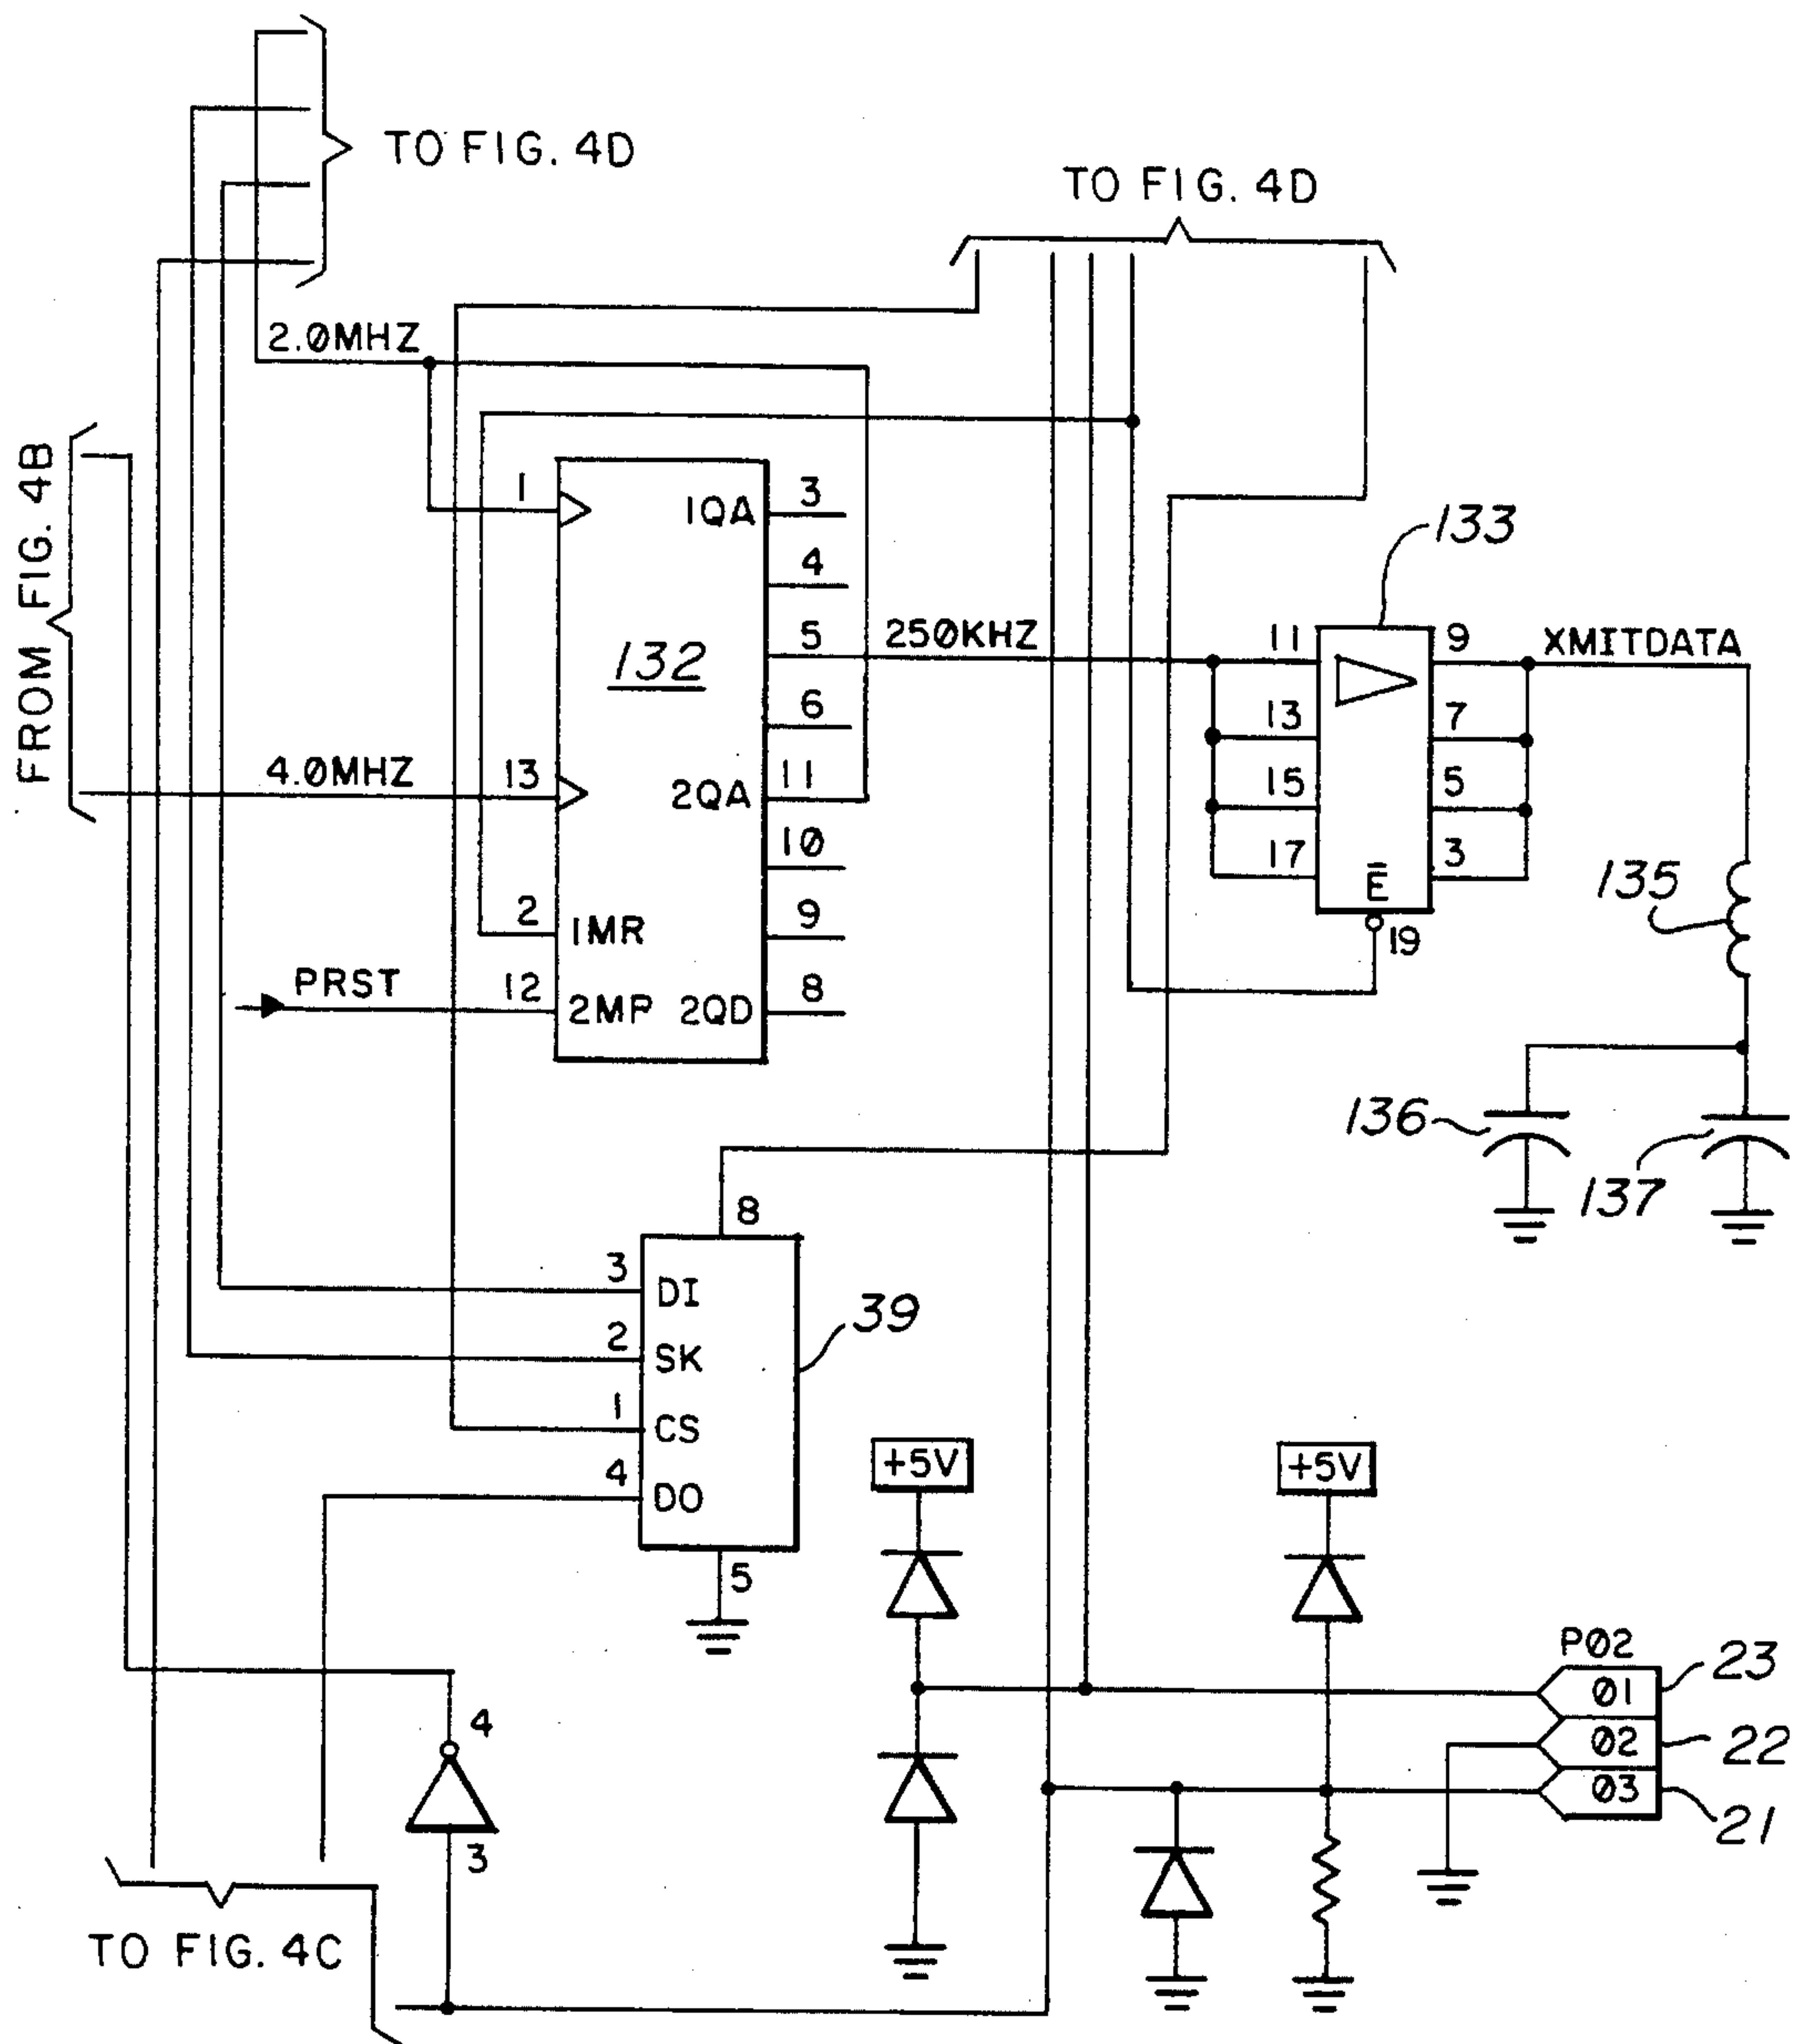 TO FIG. 4D
TO FIG. 4D
2.0MHZ
FROM FIG. 4B
1
1QA
3
4
133
132
5
250KHZ
11
9
XMITDATA
6
13
7
4.0MHZ
13
2QA
11
15
5
10
17
3
E̅
135
2
1MR
9
19
PRST
12
2MP
2QD
8
136
137
8
3
DI
39
2
SK
1
CS
+5V
+5V
4
DO
5
P02
01
23
4
02
22
03
21
3
TO FIG. 4C